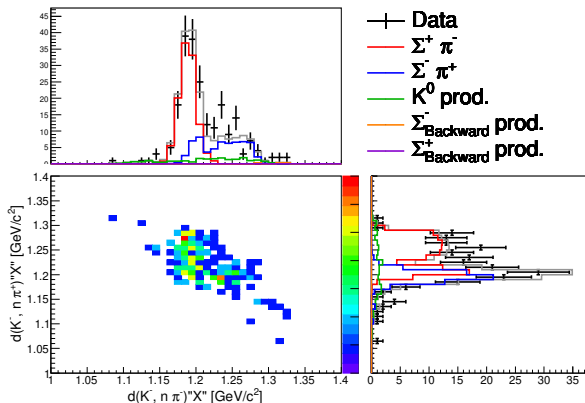 45
40
35
30
25
20
15
10
5
0
Data
Σ⁺ π⁻
Σ⁻ π⁺
K⁰ prod.
Σ⁻Backward prod.
Σ⁺Backward prod.
1.4
1.35
1.3
1.25
1.2
1.15
1.1
1.05
1
d(K⁻, n π⁺)"X" [GeV/c²]
1 1.05 1.1 1.15 1.2 1.25 1.3 1.35 1.4
d(K⁻, n π⁻)"X" [GeV/c²]
0 5 10 15 20 25 30 35